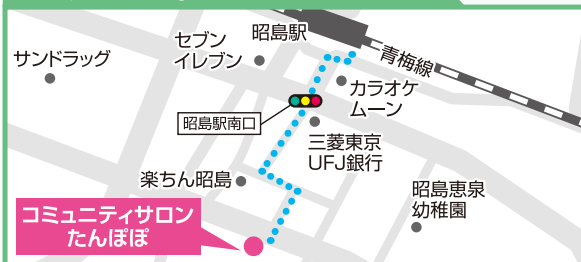 昭島駅
セブン
イレブン
サンドラッグ
青梅線
カラオケ
ムーン
昭島駅南口
三菱東京
UFJ銀行
楽ちん昭島
昭島恵泉
幼稚園
コミュニティサロン
たんぽぽ